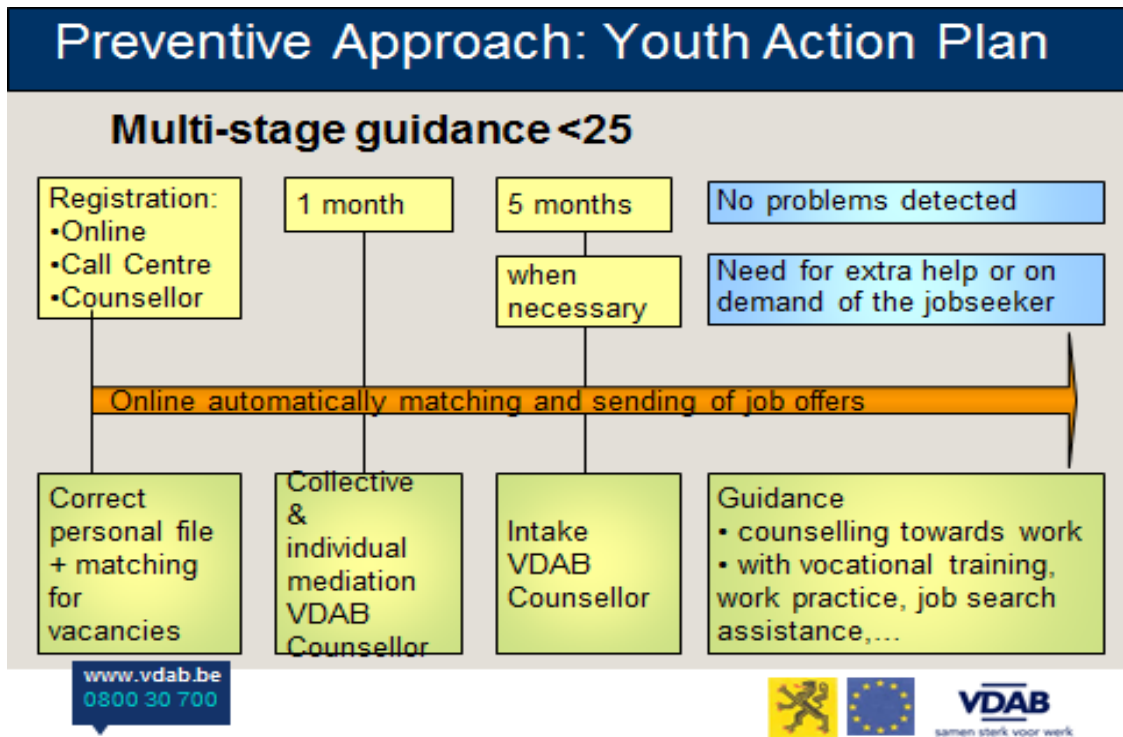 Preventive Approach: Youth Action Plan
Multi-stage guidance <25
Registration:
•Online
•Call Centre
•Counsellor
1 month
5 months
when
necessary
No problems detected
Need for extra help or on
demand of the jobseeker
Online automatically matching and sending of job offers
Correct
personal file
+ matching
for
vacancies
Collective
&
individual
mediation
VDAB
Counsellor
Intake
VDAB
Counsellor
Guidance
• counselling towards work
• with vocational training,
work practice, job search
assistance,...
www.vdab.be
0800 30 700
VDAB
samen sterk voor werk